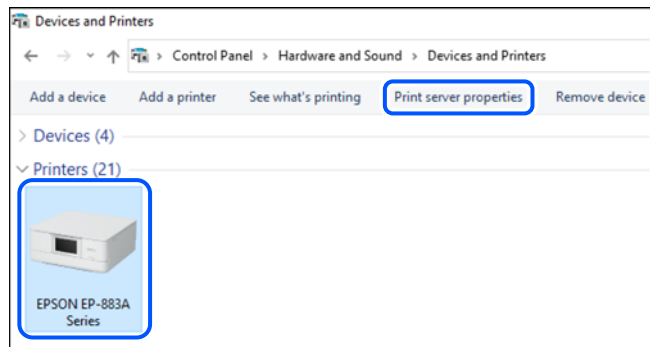 Devices and Printers
Control Panel > Hardware and Sound > Devices and Printers
Add a device Add a printer See what's printing Print server properties Remove device
Devices (4)
Printers (21)
EPSON EP-883A
Series